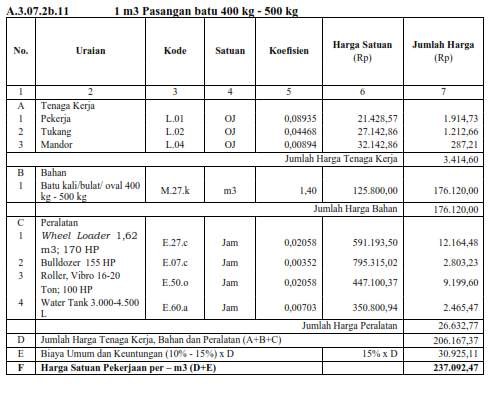 A.3.07.2b.11 1 m3 Pasangan batu 400 kg - 500 kg
No. Uraian Kode Satuan Koefisien Harga Satuan (Rp) Jumlah Harga (Rp)
1 2 3 4 5 6 7
A Tenaga Kerja
1 Pekerja L.01 OJ 0,08935 21.428,57 1.914,73
2 Tukang L.02 OJ 0,04468 27.142,86 1.212,66
3 Mandor L.04 OJ 0,00894 32.142,86 287,21
Jumlah Harga Tenaga Kerja 3.414,60
B Bahan
1 Batu kali/bulat/ oval 400
kg - 500 kg M.27.k m3 1,40 125.800,00 176.120,00
Jumlah Harga Bahan 176.120,00
C Peralatan
1 Wheel Loader 1,62
m3; 170 HP E.27.c Jam 0,02058 591.193,50 12.164,48
2 Bulldozer 155 HP E.07.c Jam 0,00352 795.315,02 2.803,23
3 Roller, Vibro 16-20
Ton; 100 HP E.50.o Jam 0,02058 447.100,37 9.199,60
4 Water Tank 3.000-4.500
L E.60.a Jam 0,00703 350.800,94 2.465,47
Jumlah Harga Peralatan 26.632,77
D Jumlah Harga Tenaga Kerja, Bahan dan Peralatan (A+B+C) 206.167,37
E Biaya Umum dan Keuntungan (10% - 15%) x D 15% x D 30.925,11
F Harga Satuan Pekerjaan per – m3 (D+E) 237.092,47